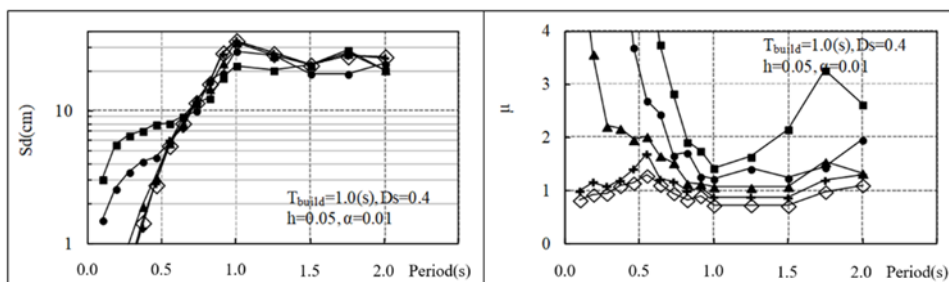 Sd(cm)
10
1
T_build=1.0(s), Ds=0.4
h=0.05, α=0.01
0.0 0.5 1.0 1.5 2.0 Period(s)
μ
4
3
2
1
0
T_build=1.0(s), Ds=0.4
h=0.05, α=0.01
0.0 0.5 1.0 1.5 2.0 Period(s)